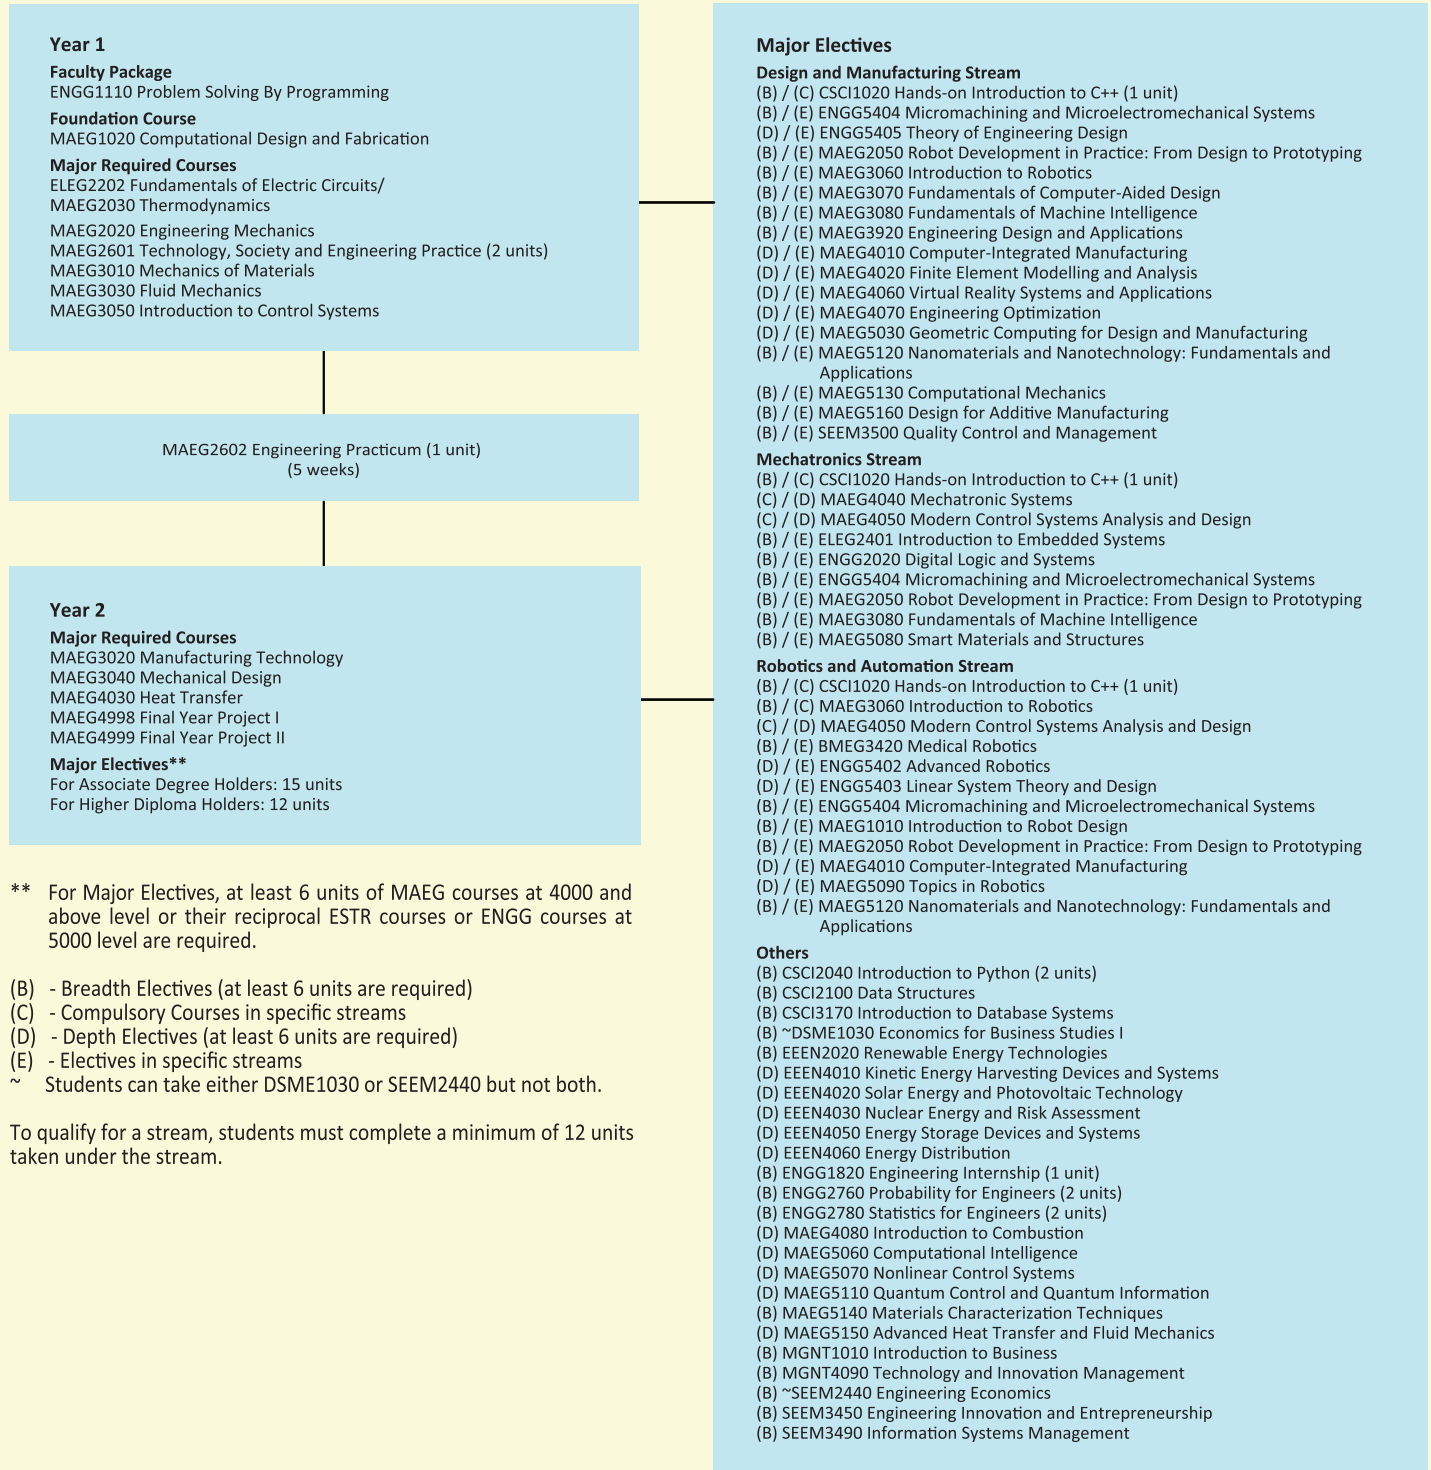 Year 1
Faculty Package
ENGG1110 Problem Solving By Programming
Foundation Course
MAEG1020 Computational Design and Fabrication
Major Required Courses
ELEG2202 Fundamentals of Electric Circuits/
MAEG2030 Thermodynamics
MAEG2020 Engineering Mechanics
MAEG2601 Technology, Society and Engineering Practice (2 units)
MAEG3010 Mechanics of Materials
MAEG3030 Fluid Mechanics
MAEG3050 Introduction to Control Systems
MAEG2602 Engineering Practicum (1 unit)
(5 weeks)
Year 2
Major Required Courses
MAEG3020 Manufacturing Technology
MAEG3040 Mechanical Design
MAEG4030 Heat Transfer
MAEG4998 Final Year Project I
MAEG4999 Final Year Project II
Major Electives**
For Associate Degree Holders: 15 units
For Higher Diploma Holders: 12 units
** For Major Electives, at least 6 units of MAEG courses at 4000 and
above level or their reciprocal ESTR courses or ENGG courses at
5000 level are required.
(B) - Breadth Electives (at least 6 units are required)
(C) - Compulsory Courses in specific streams
(D) - Depth Electives (at least 6 units are required)
(E) - Electives in specific streams
~ Students can take either DSME1030 or SEEM2440 but not both.
To qualify for a stream, students must complete a minimum of 12 units
taken under the stream.
Major Electives
Design and Manufacturing Stream
(B) / (C) CSCI1020 Hands-on Introduction to C++ (1 unit)
(B) / (E) ENGG5404 Micromachining and Microelectromechanical Systems
(D) / (E) ENGG5405 Theory of Engineering Design
(B) / (E) MAEG2050 Robot Development in Practice: From Design to Prototyping
(B) / (E) MAEG3060 Introduction to Robotics
(B) / (E) MAEG3070 Fundamentals of Computer-Aided Design
(B) / (E) MAEG3080 Fundamentals of Machine Intelligence
(B) / (E) MAEG3920 Engineering Design and Applications
(D) / (E) MAEG4010 Computer-Integrated Manufacturing
(D) / (E) MAEG4020 Finite Element Modelling and Analysis
(D) / (E) MAEG4060 Virtual Reality Systems and Applications
(D) / (E) MAEG4070 Engineering Optimization
(D) / (E) MAEG5030 Geometric Computing for Design and Manufacturing
(B) / (E) MAEG5120 Nanomaterials and Nanotechnology: Fundamentals and
Applications
(B) / (E) MAEG5130 Computational Mechanics
(B) / (E) MAEG5160 Design for Additive Manufacturing
(B) / (E) SEEM3500 Quality Control and Management
Mechatronics Stream
(B) / (C) CSCI1020 Hands-on Introduction to C++ (1 unit)
(C) / (D) MAEG4040 Mechatronic Systems
(C) / (D) MAEG4050 Modern Control Systems Analysis and Design
(B) / (E) ELEG2401 Introduction to Embedded Systems
(B) / (E) ENGG2020 Digital Logic and Systems
(B) / (E) ENGG5404 Micromachining and Microelectromechanical Systems
(B) / (E) MAEG2050 Robot Development in Practice: From Design to Prototyping
(B) / (E) MAEG3080 Fundamentals of Machine Intelligence
(B) / (E) MAEG5080 Smart Materials and Structures
Robotics and Automation Stream
(B) / (C) CSCI1020 Hands-on Introduction to C++ (1 unit)
(B) / (C) MAEG3060 Introduction to Robotics
(C) / (D) MAEG4050 Modern Control Systems Analysis and Design
(B) / (E) BMEG3420 Medical Robotics
(D) / (E) ENGG5402 Advanced Robotics
(D) / (E) ENGG5403 Linear System Theory and Design
(B) / (E) ENGG5404 Micromachining and Microelectromechanical Systems
(B) / (E) MAEG1010 Introduction to Robot Design
(B) / (E) MAEG2050 Robot Development in Practice: From Design to Prototyping
(D) / (E) MAEG4010 Computer-Integrated Manufacturing
(D) / (E) MAEG5090 Topics in Robotics
(B) / (E) MAEG5120 Nanomaterials and Nanotechnology: Fundamentals and
Applications
Others
(B) CSCI2040 Introduction to Python (2 units)
(B) CSCI2100 Data Structures
(B) CSCI3170 Introduction to Database Systems
(B) ~DSME1030 Economics for Business Studies I
(B) EEEN2020 Renewable Energy Technologies
(D) EEEN4010 Kinetic Energy Harvesting Devices and Systems
(D) EEEN4020 Solar Energy and Photovoltaic Technology
(D) EEEN4030 Nuclear Energy and Risk Assessment
(D) EEEN4050 Energy Storage Devices and Systems
(D) EEEN4060 Energy Distribution
(B) ENGG1820 Engineering Internship (1 unit)
(B) ENGG2760 Probability for Engineers (2 units)
(B) ENGG2780 Statistics for Engineers (2 units)
(D) MAEG4080 Introduction to Combustion
(D) MAEG5060 Computational Intelligence
(D) MAEG5070 Nonlinear Control Systems
(D) MAEG5110 Quantum Control and Quantum Information
(B) MAEG5140 Materials Characterization Techniques
(D) MAEG5150 Advanced Heat Transfer and Fluid Mechanics
(B) MGNT1010 Introduction to Business
(B) MGNT4090 Technology and Innovation Management
(B) ~SEEM2440 Engineering Economics
(B) SEEM3450 Engineering Innovation and Entrepreneurship
(B) SEEM3490 Information Systems Management